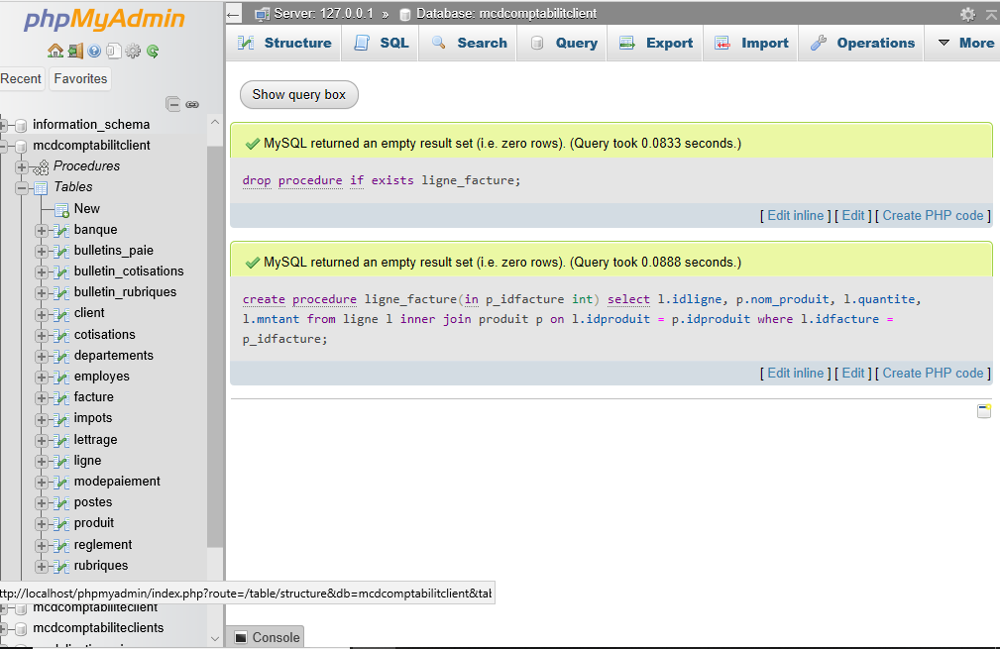 phpMyAdmin
Recent
Favorites
information_schema
mcdcomptabilitclient
Procedures
Tables
New
banque
bulletins_paie
bulletin_cotisations
bulletin_rubriques
client
cotisations
departements
employes
facture
impots
lettrage
ligne
modepaiement
postes
produit
reglement
rubriques
ttp://localhost/phpmyadmin/index.php?route=/table/structure&db=mcdcomptabilitclient&tab
mcdcomptabiliteclient
mcdcomptabiliteclients
Server: 127.0.0.1 » Database: mcdcomptabilitclient
Structure SQL Search Query Export Import Operations More
Show query box
MySQL returned an empty result set (i.e. zero rows). (Query took 0.0833 seconds.)
drop procedure if exists ligne_facture;
[ Edit inline ] [ Edit ] [ Create PHP code ]
MySQL returned an empty result set (i.e. zero rows). (Query took 0.0888 seconds.)
create procedure ligne_facture(in p_idfacture int) select l.idligne, p.nom_produit, l.quantite,
l.mntant from ligne l inner join produit p on l.idproduit = p.idproduit where l.idfacture =
p_idfacture;
[ Edit inline ] [ Edit ] [ Create PHP code ]
Console